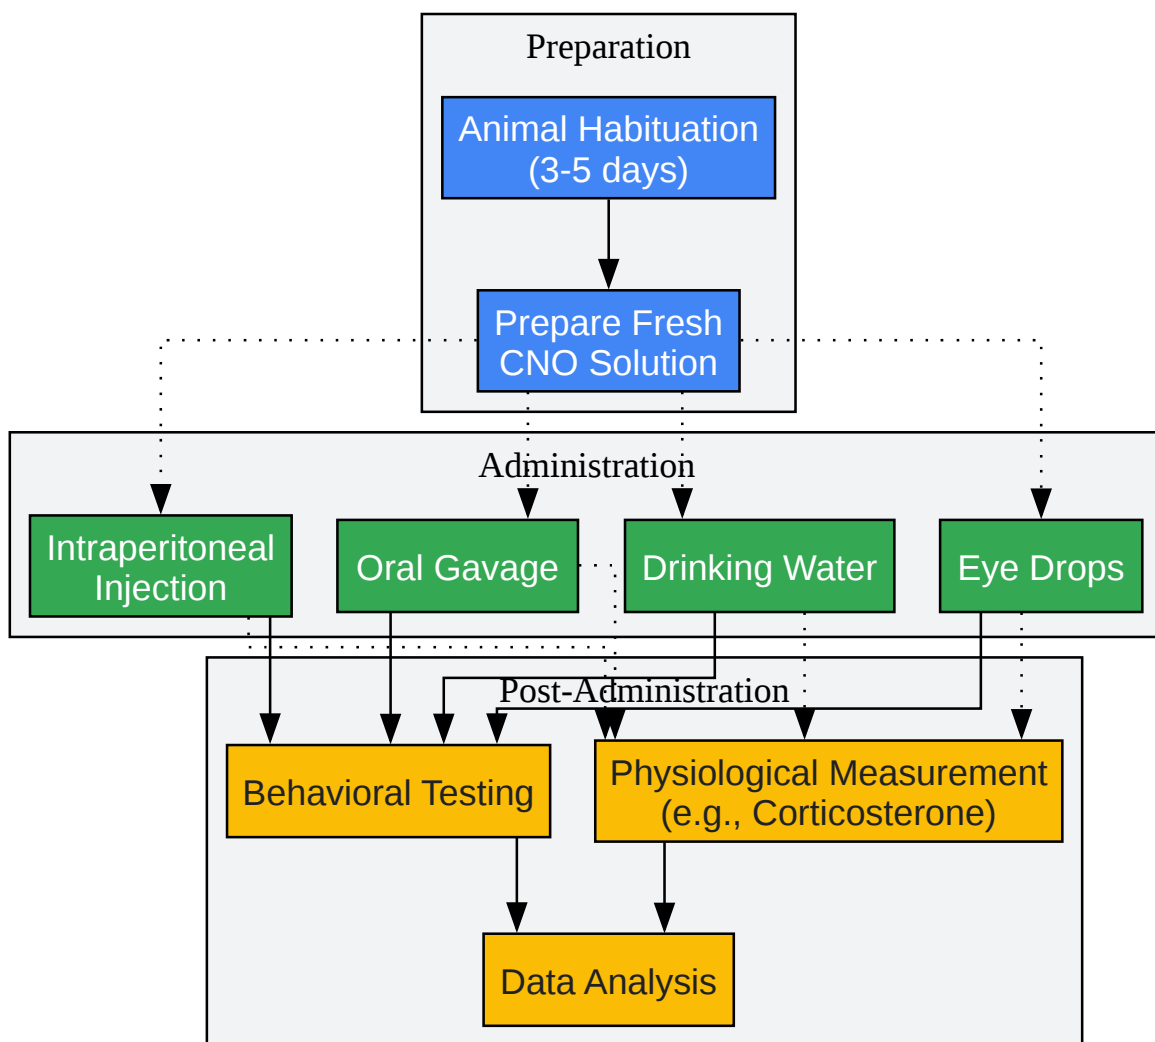 Preparation
Animal Habituation
(3-5 days)
Prepare Fresh
CNO Solution
Administration
Intraperitoneal
Injection
Oral Gavage
Drinking Water
Eye Drops
Post-Administration
Behavioral Testing
Physiological Measurement
(e.g., Corticosterone)
Data Analysis